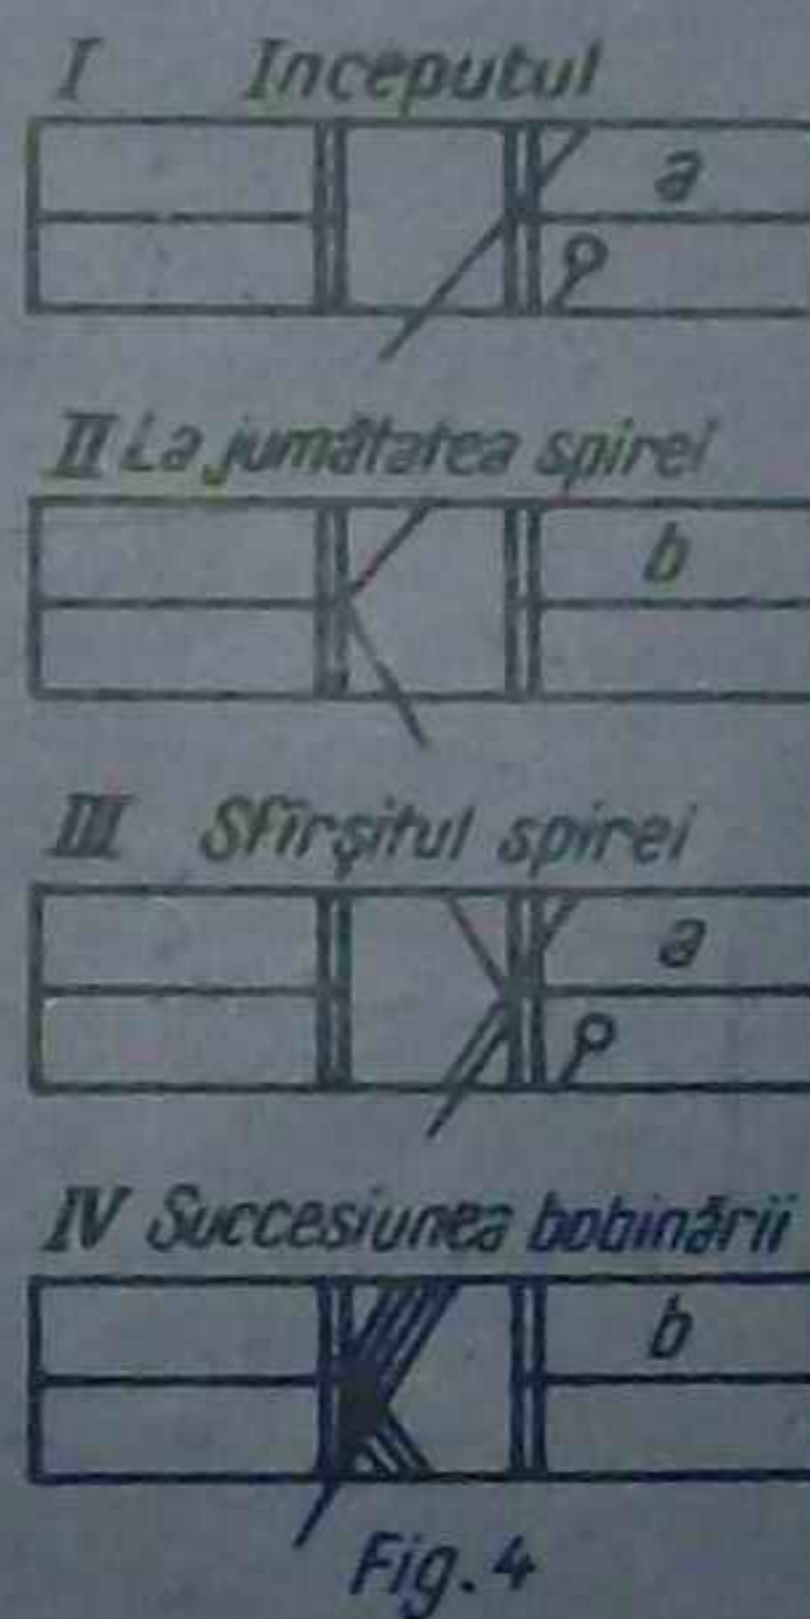 I Inceputul
a
II La jumătatea spirei
b
III Sfîrşitul spirei
a
IV Succesiunea bobinării
b
Fig. 4